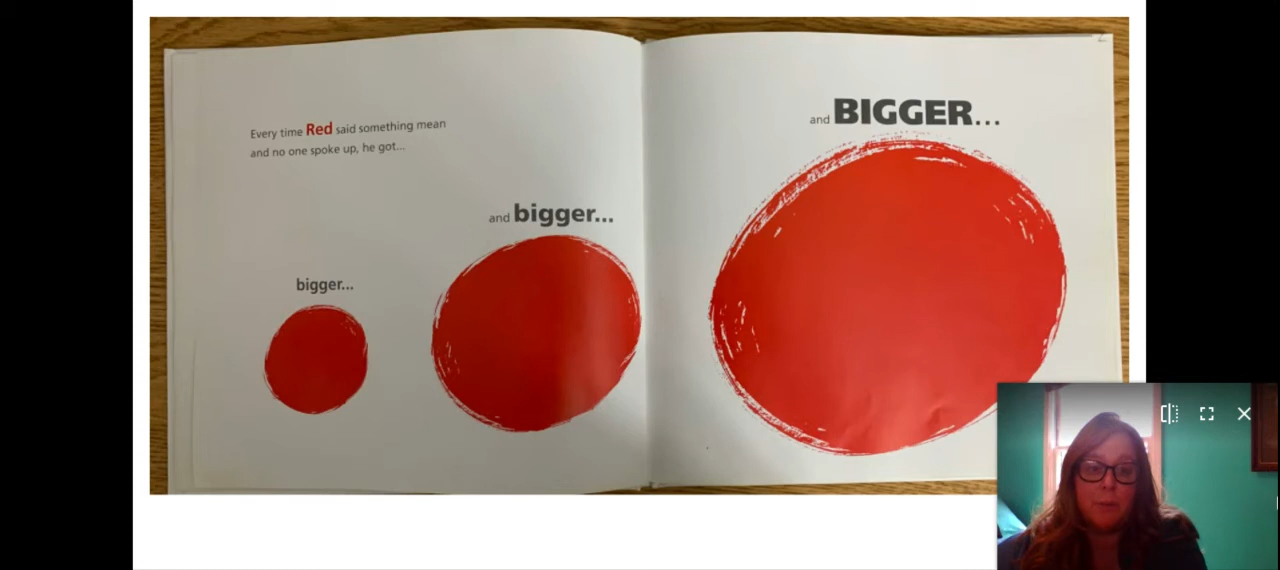 Every time Red said something mean
and no one spoke up, he got...
bigger...
and bigger...
and BIGGER...